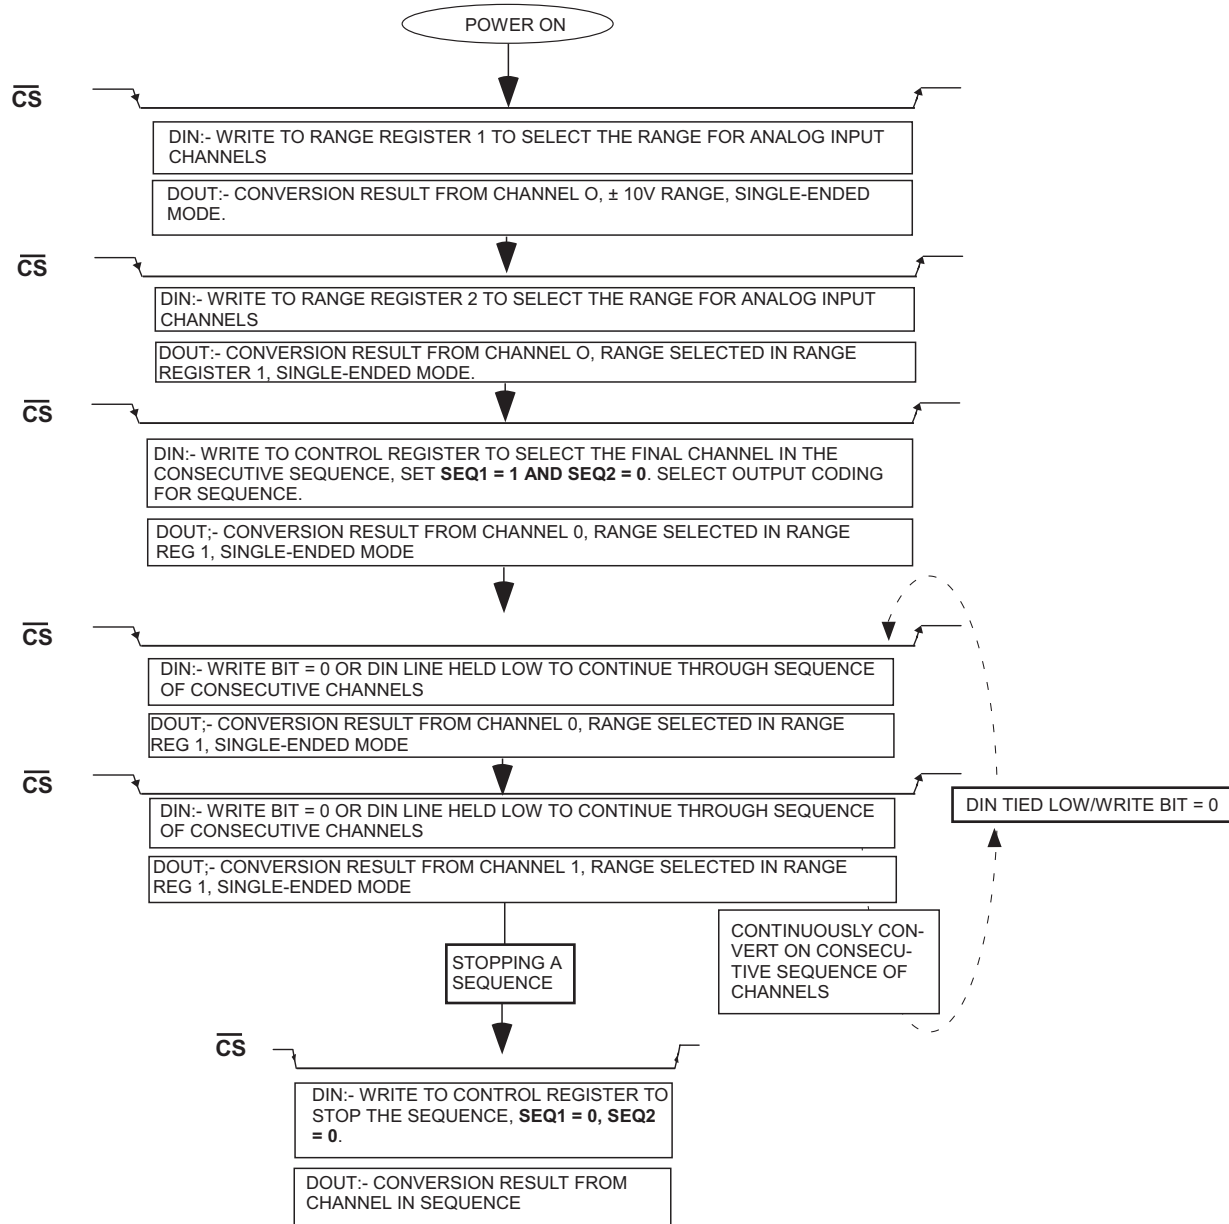 POWER ON
CS
DIN:- WRITE TO RANGE REGISTER 1 TO SELECT THE RANGE FOR ANALOG INPUT
CHANNELS
DOUT:- CONVERSION RESULT FROM CHANNEL O, ± 10V RANGE, SINGLE-ENDED
MODE.
CS
DIN:- WRITE TO RANGE REGISTER 2 TO SELECT THE RANGE FOR ANALOG INPUT
CHANNELS
DOUT:- CONVERSION RESULT FROM CHANNEL O, RANGE SELECTED IN RANGE
REGISTER 1, SINGLE-ENDED MODE.
CS
DIN:- WRITE TO CONTROL REGISTER TO SELECT THE FINAL CHANNEL IN THE
CONSECUTIVE SEQUENCE, SET SEQ1 = 1 AND SEQ2 = 0. SELECT OUTPUT CODING
FOR SEQUENCE.
DOUT;- CONVERSION RESULT FROM CHANNEL 0, RANGE SELECTED IN RANGE
REG 1, SINGLE-ENDED MODE
CS
DIN:- WRITE BIT = 0 OR DIN LINE HELD LOW TO CONTINUE THROUGH SEQUENCE
OF CONSECUTIVE CHANNELS
DOUT;- CONVERSION RESULT FROM CHANNEL 0, RANGE SELECTED IN RANGE
REG 1, SINGLE-ENDED MODE
CS
DIN:- WRITE BIT = 0 OR DIN LINE HELD LOW TO CONTINUE THROUGH SEQUENCE
OF CONSECUTIVE CHANNELS
DIN TIED LOW/WRITE BIT = 0
DOUT;- CONVERSION RESULT FROM CHANNEL 1, RANGE SELECTED IN RANGE
REG 1, SINGLE-ENDED MODE
STOPPING A
SEQUENCE
CONTINUOUSLY CON-
VERT ON CONSECU-
TIVE SEQUENCE OF
CHANNELS
CS
DIN:- WRITE TO CONTROL REGISTER TO
STOP THE SEQUENCE, SEQ1 = 0, SEQ2
= 0.
DOUT:- CONVERSION RESULT FROM
CHANNEL IN SEQUENCE